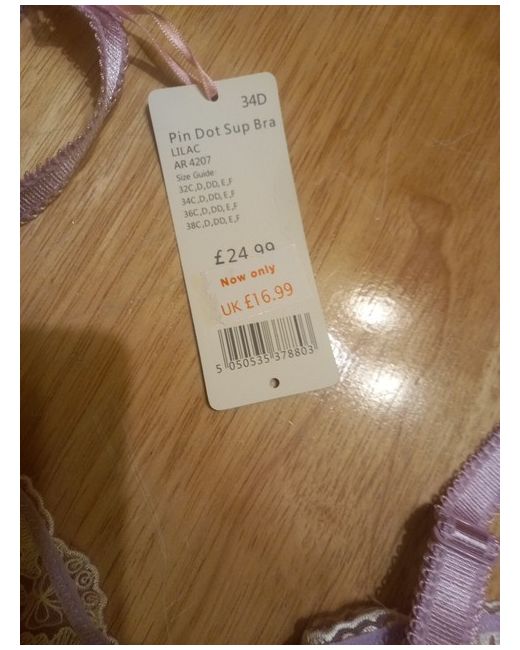 34D
Pin Dot Sup Bra
LILAC
AR 4207
Size Guide
32C,D,DD,E,F
34C,D,DD,E,F
36C,D,DD,E,F
38C,D,DD,E,F
£24.99
Now only
UK £16.99
5 050535 378803